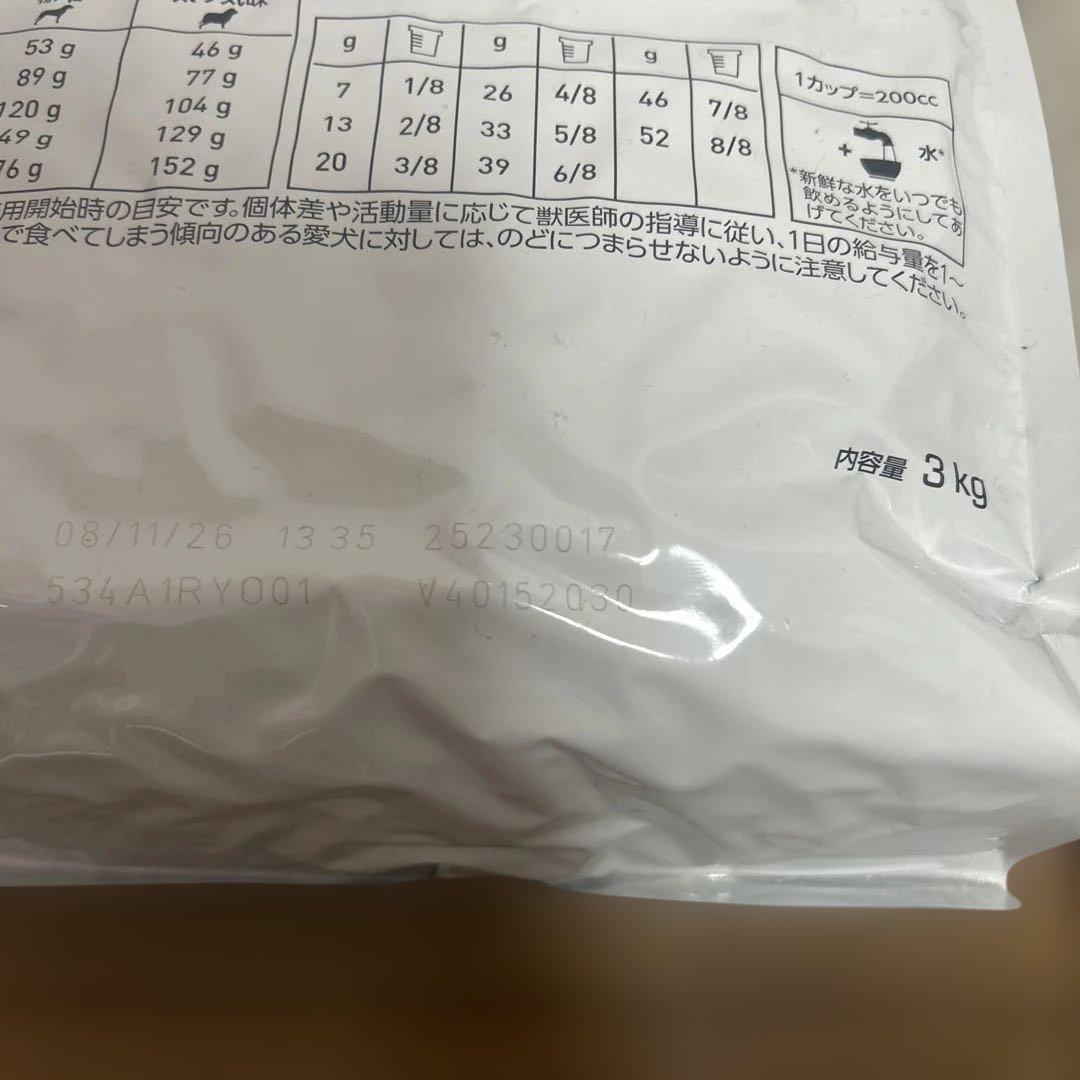 53 g 46 g
89 g 77 g
120 g 104 g
49 g 129 g
76 g 152 g
g g g
7 1/8 26 4/8 46 7/8
13 2/8 33 5/8 52 8/8
20 3/8 39 6/8
1カップ=200cc
+ 水*
*新鮮な水をいつでも
飲めるようにしてあ
げてください。
用開始時の目安です。個体差や活動量に応じて獣医師の指導に従い、1日の給与量を1~
で食べてしまう傾向のある愛犬に対しては、のどにつまらせないように注意してください。
内容量 3 kg
08/11/26 13 35 25230017
534A1RYO01 V40152030